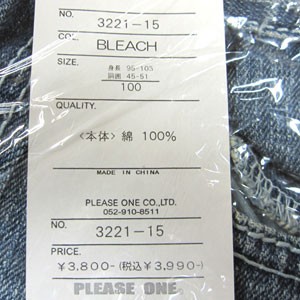 NO.
3221-15
COL.
BLEACH
SIZE.
身長 95-105
胴囲 45-51
100
QUALITY.
〈本体〉綿 100%
MADE IN CHINA
PLEASE ONE CO.,LTD.
052-910-8511
NO.
3221-15
PRICE.
¥3.800-(税込¥3.990-)
PLEASE ONE